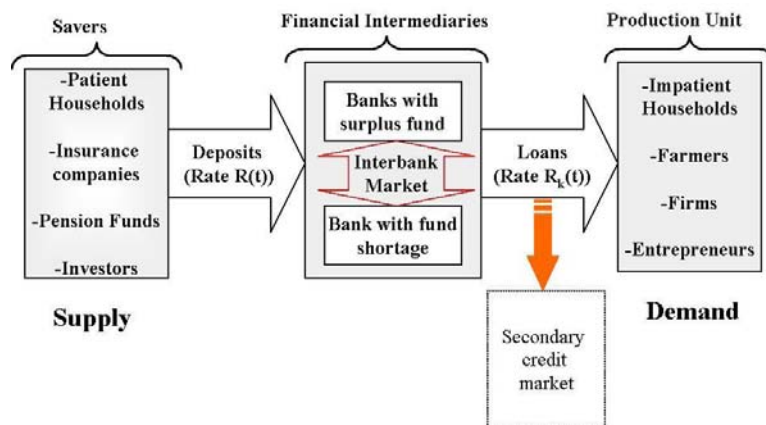 Savers
Financial Intermediaries
Production Unit
-Patient
Households
-Insurance
companies
-Pension Funds
-Investors
Supply
Deposits
(Rate R(t))
Banks with
surplus fund
Interbank
Market
Bank with fund
shortage
Loans
(Rate Rk(t))
Secondary
credit
market
-Impatient
Households
-Farmers
-Firms
-Entrepreneurs
Demand